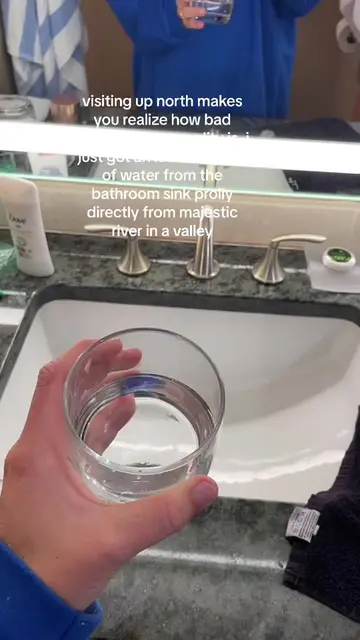 visiting up north makes
you realize how bad
just got an
of water from the
bathroom sink prolly
directly from majestic
river in a valley
Dove